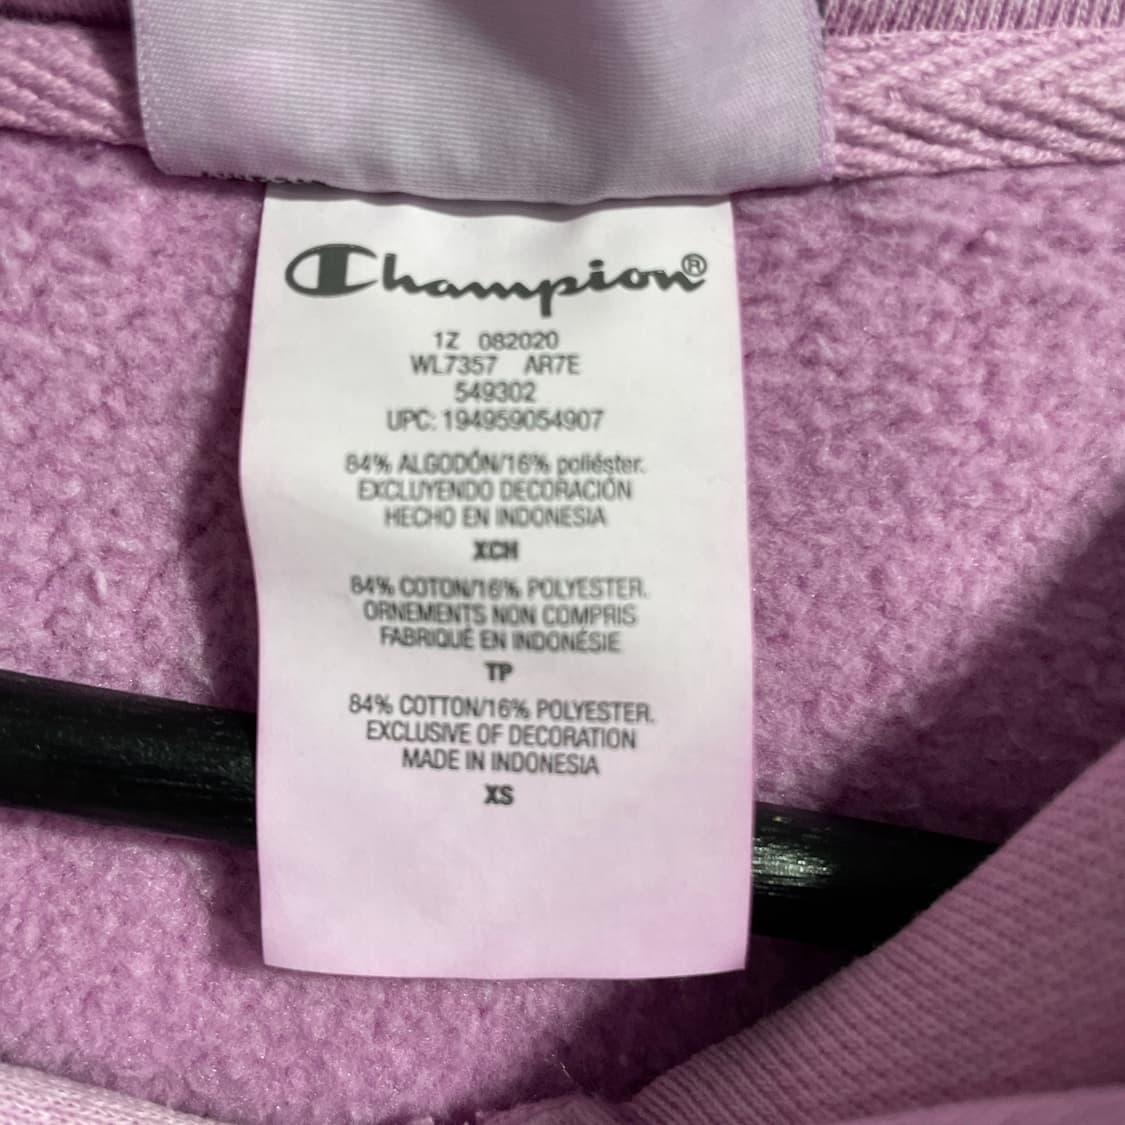 Champion®
1Z 082020
WL7357 AR7E
549302
UPC: 194959054907
84% ALGODÓN/16% poliéster.
EXCLUYENDO DECORACIÓN
HECHO EN INDONESIA
XCH
84% COTON/16% POLYESTER.
ORNEMENTS NON COMPRIS
FABRIQUÉ EN INDONÉSIE
TP
84% COTTON/16% POLYESTER.
EXCLUSIVE OF DECORATION
MADE IN INDONESIA
XS